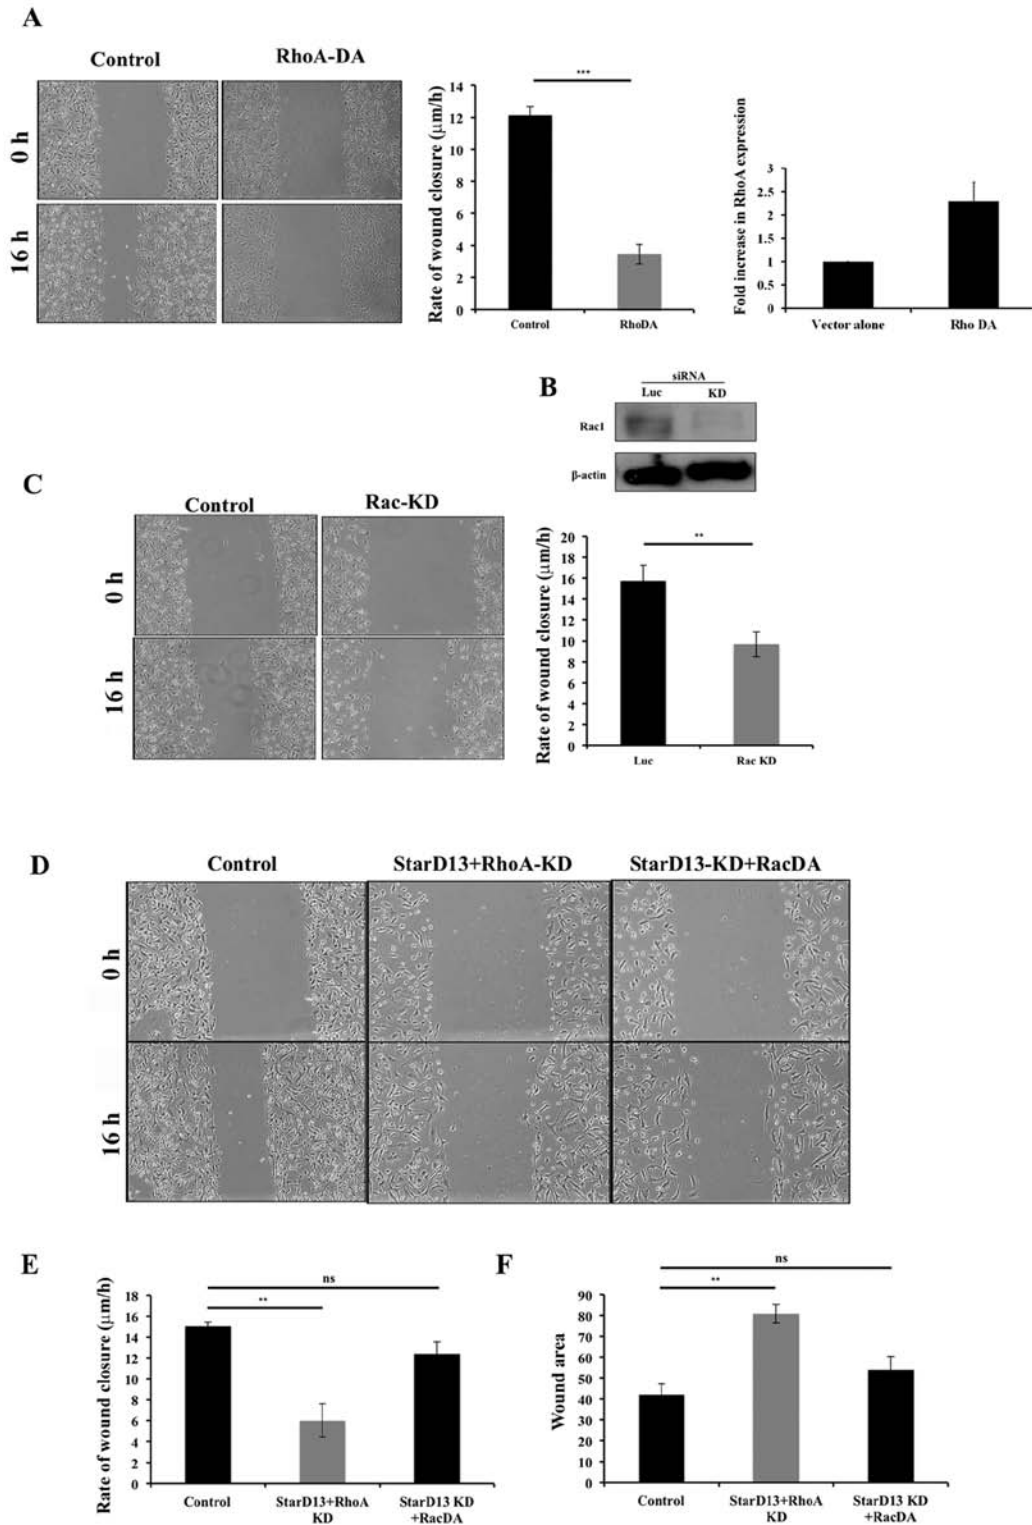 A
Control
RhoA-DA
0 h
16 h
Rate of wound closure (µm/h)
14
12
10
8
6
4
2
0
***
Control
RhoDA
Fold increase in RhoA expression
3
2.5
2
1.5
1
0.5
0
Vector alone
Rho DA
B
siRNA
Luc
KD
Rac1
β-actin
C
Control
Rac-KD
0 h
16 h
Rate of wound closure (µm/h)
20
18
16
14
12
10
8
6
4
2
0
**
Luc
Rac KD
D
Control
StarD13+RhoA-KD
StarD13-KD+RacDA
0 h
16 h
E
Rate of wound closure (µm/h)
18
16
14
12
10
8
6
4
2
0
ns
**
Control
StarD13+RhoA
KD
StarD13 KD
+RacDA
F
Wound area
90
80
70
60
50
40
30
20
10
0
ns
**
Control
StarD13+RhoA
KD
StarD13 KD
+RacDA